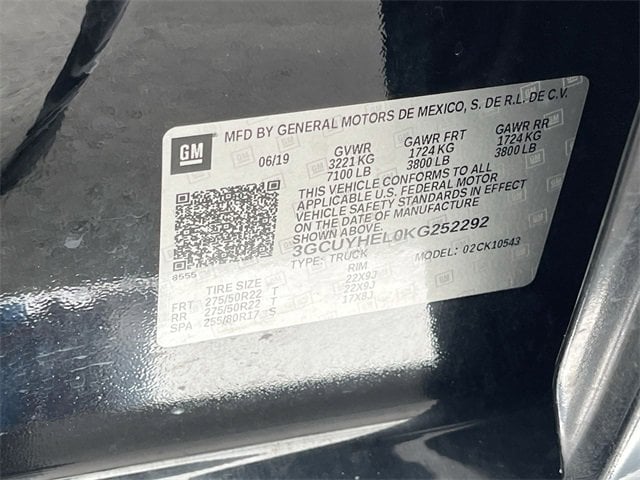 GM
MFD BY GENERAL MOTORS DE MEXICO, S. DE R.L. DE C.V.
06/19 GVWR GAWR FRT GAWR RR
3221 KG 1724 KG 1724 KG
7100 LB 3800 LB 3800 LB
THIS VEHICLE CONFORMS TO ALL
APPLICABLE U.S. FEDERAL MOTOR
VEHICLE SAFETY STANDARDS IN EFFECT
ON THE DATE OF MANUFACTURE
SHOWN ABOVE.
3GCUYHEL0KG252292
8555 TYPE: TRUCK MODEL: 02CK10543
TIRE SIZE RIM
FRT 275/50R22 T 22X9J
RR 275/50R22 T 22X9J
SPA 255/80R17 S 17X8J